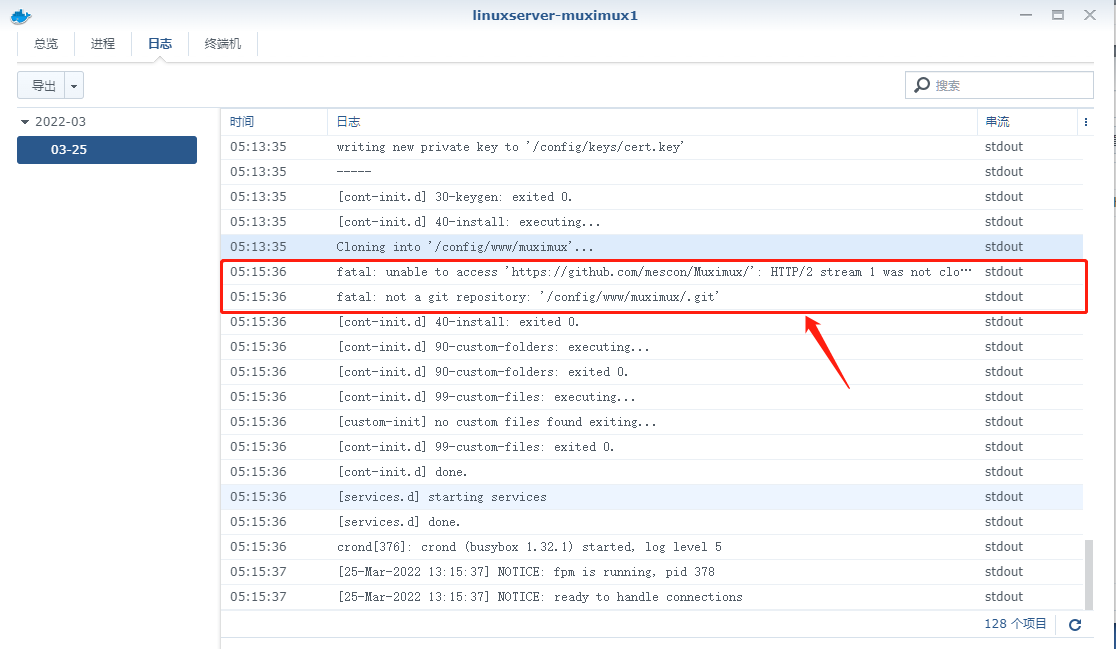 linuxserver-muximux1
总览 进程 日志 终端机
导出 搜索
2022-03
03-25
时间 日志 串流
05:13:35 writing new private key to '/config/keys/cert.key' stdout
05:13:35 ----- stdout
05:13:35 [cont-init.d] 30-keygen: exited 0. stdout
05:13:35 [cont-init.d] 40-install: executing... stdout
05:13:35 Cloning into '/config/www/muximux'... stdout
05:15:36 fatal: unable to access 'https://github.com/mescon/Muximux/': HTTP/2 stream 1 was not clo… stdout
05:15:36 fatal: not a git repository: '/config/www/muximux/.git' stdout
05:15:36 [cont-init.d] 40-install: exited 0. stdout
05:15:36 [cont-init.d] 90-custom-folders: executing... stdout
05:15:36 [cont-init.d] 90-custom-folders: exited 0. stdout
05:15:36 [cont-init.d] 99-custom-files: executing... stdout
05:15:36 [custom-init] no custom files found exiting... stdout
05:15:36 [cont-init.d] 99-custom-files: exited 0. stdout
05:15:36 [cont-init.d] done. stdout
05:15:36 [services.d] starting services stdout
05:15:36 [services.d] done. stdout
05:15:36 crond[376]: crond (busybox 1.32.1) started, log level 5 stdout
05:15:37 [25-Mar-2022 13:15:37] NOTICE: fpm is running, pid 378 stdout
05:15:37 [25-Mar-2022 13:15:37] NOTICE: ready to handle connections stdout
128 个项目